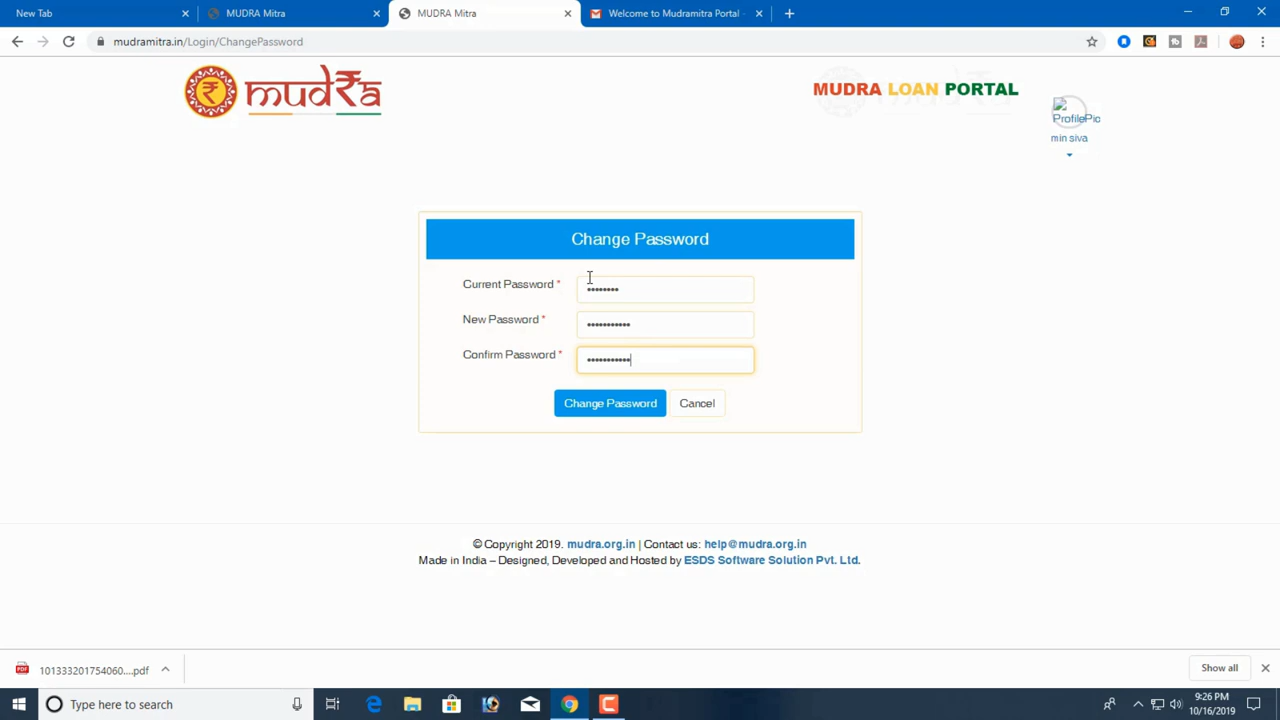 New Tab
MUDRA Mitra
MUDRA Mitra
Welcome to Mudramitra Portal -
mudramitra.in/Login/ChangePassword
mudra
MUDRA LOAN PORTAL
ProfilePic
min siva
Change Password
Current Password *
••••••••
New Password *
•••••••••••
Confirm Password *
•••••••••••
Change Password
Cancel
© Copyright 2019. mudra.org.in | Contact us: help@mudra.org.in
Made in India – Designed, Developed and Hosted by ESDS Software Solution Pvt. Ltd.
101333201754060....pdf
Show all
Type here to search
9:26 PM
10/16/2019